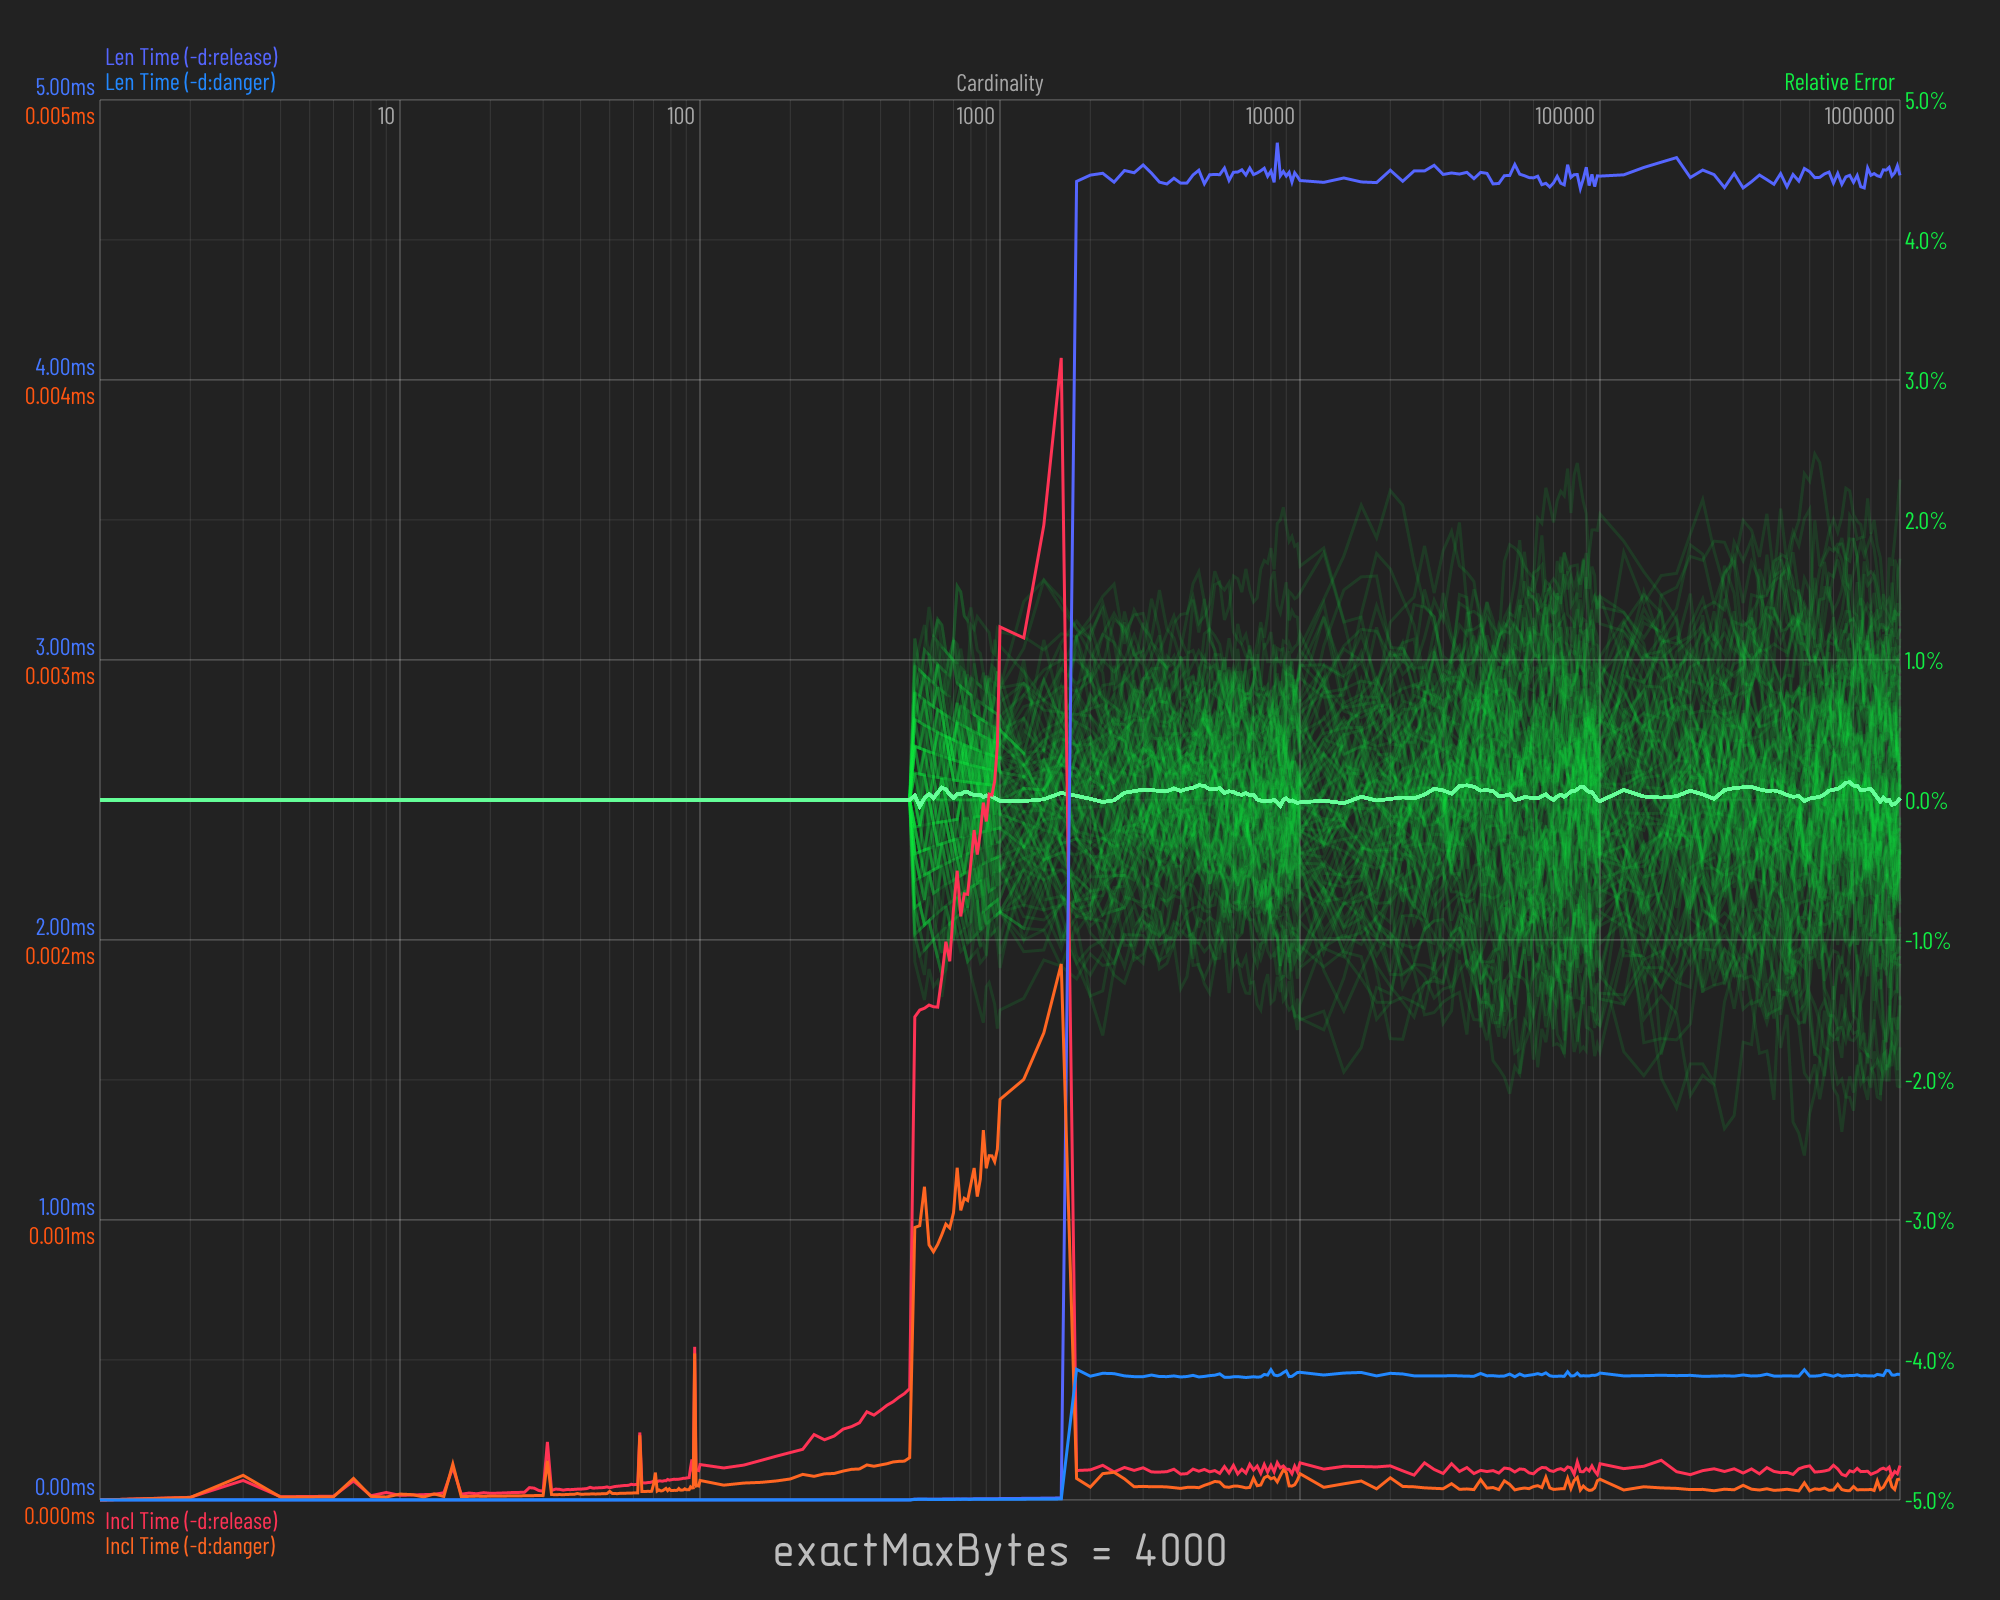 Len Time (-d:release)
Len Time (-d:danger)
Cardinality
Relative Error
5.00ms
0.005ms
10
100
1000
10000
100000
1000000
5.0%
4.0%
4.00ms
0.004ms
3.0%
2.0%
3.00ms
0.003ms
1.0%
0.0%
2.00ms
0.002ms
-1.0%
-2.0%
1.00ms
0.001ms
-3.0%
-4.0%
0.00ms
0.000ms
-5.0%
Incl Time (-d:release)
Incl Time (-d:danger)
exactMaxBytes = 4000